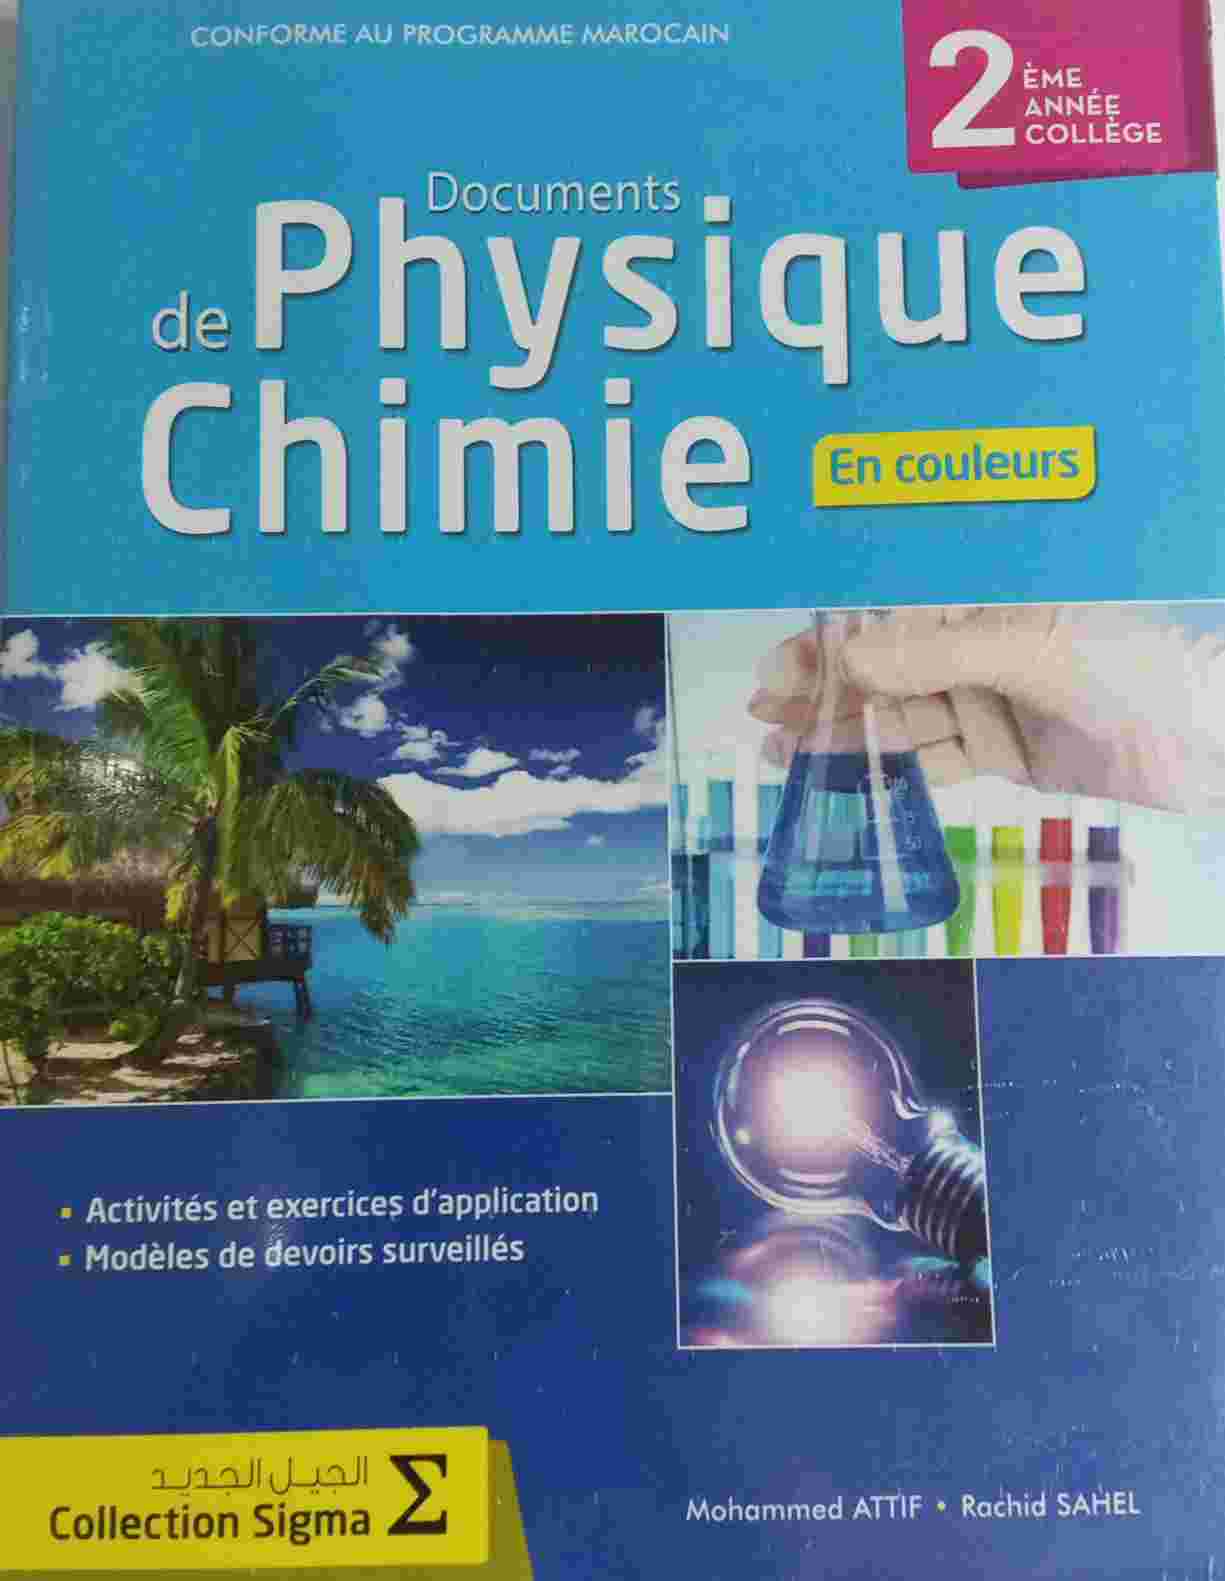 CONFORME AU PROGRAMME MAROCAIN
2
ÈME
ANNÉE
COLLÈGE
Documents
de Physique
Chimie
En couleurs
▪ Activités et exercices d'application
▪ Modèles de devoirs surveillés
الجيل الجديد
Collection Sigma Σ
Mohammed ATTIF • Rachid SAHEL